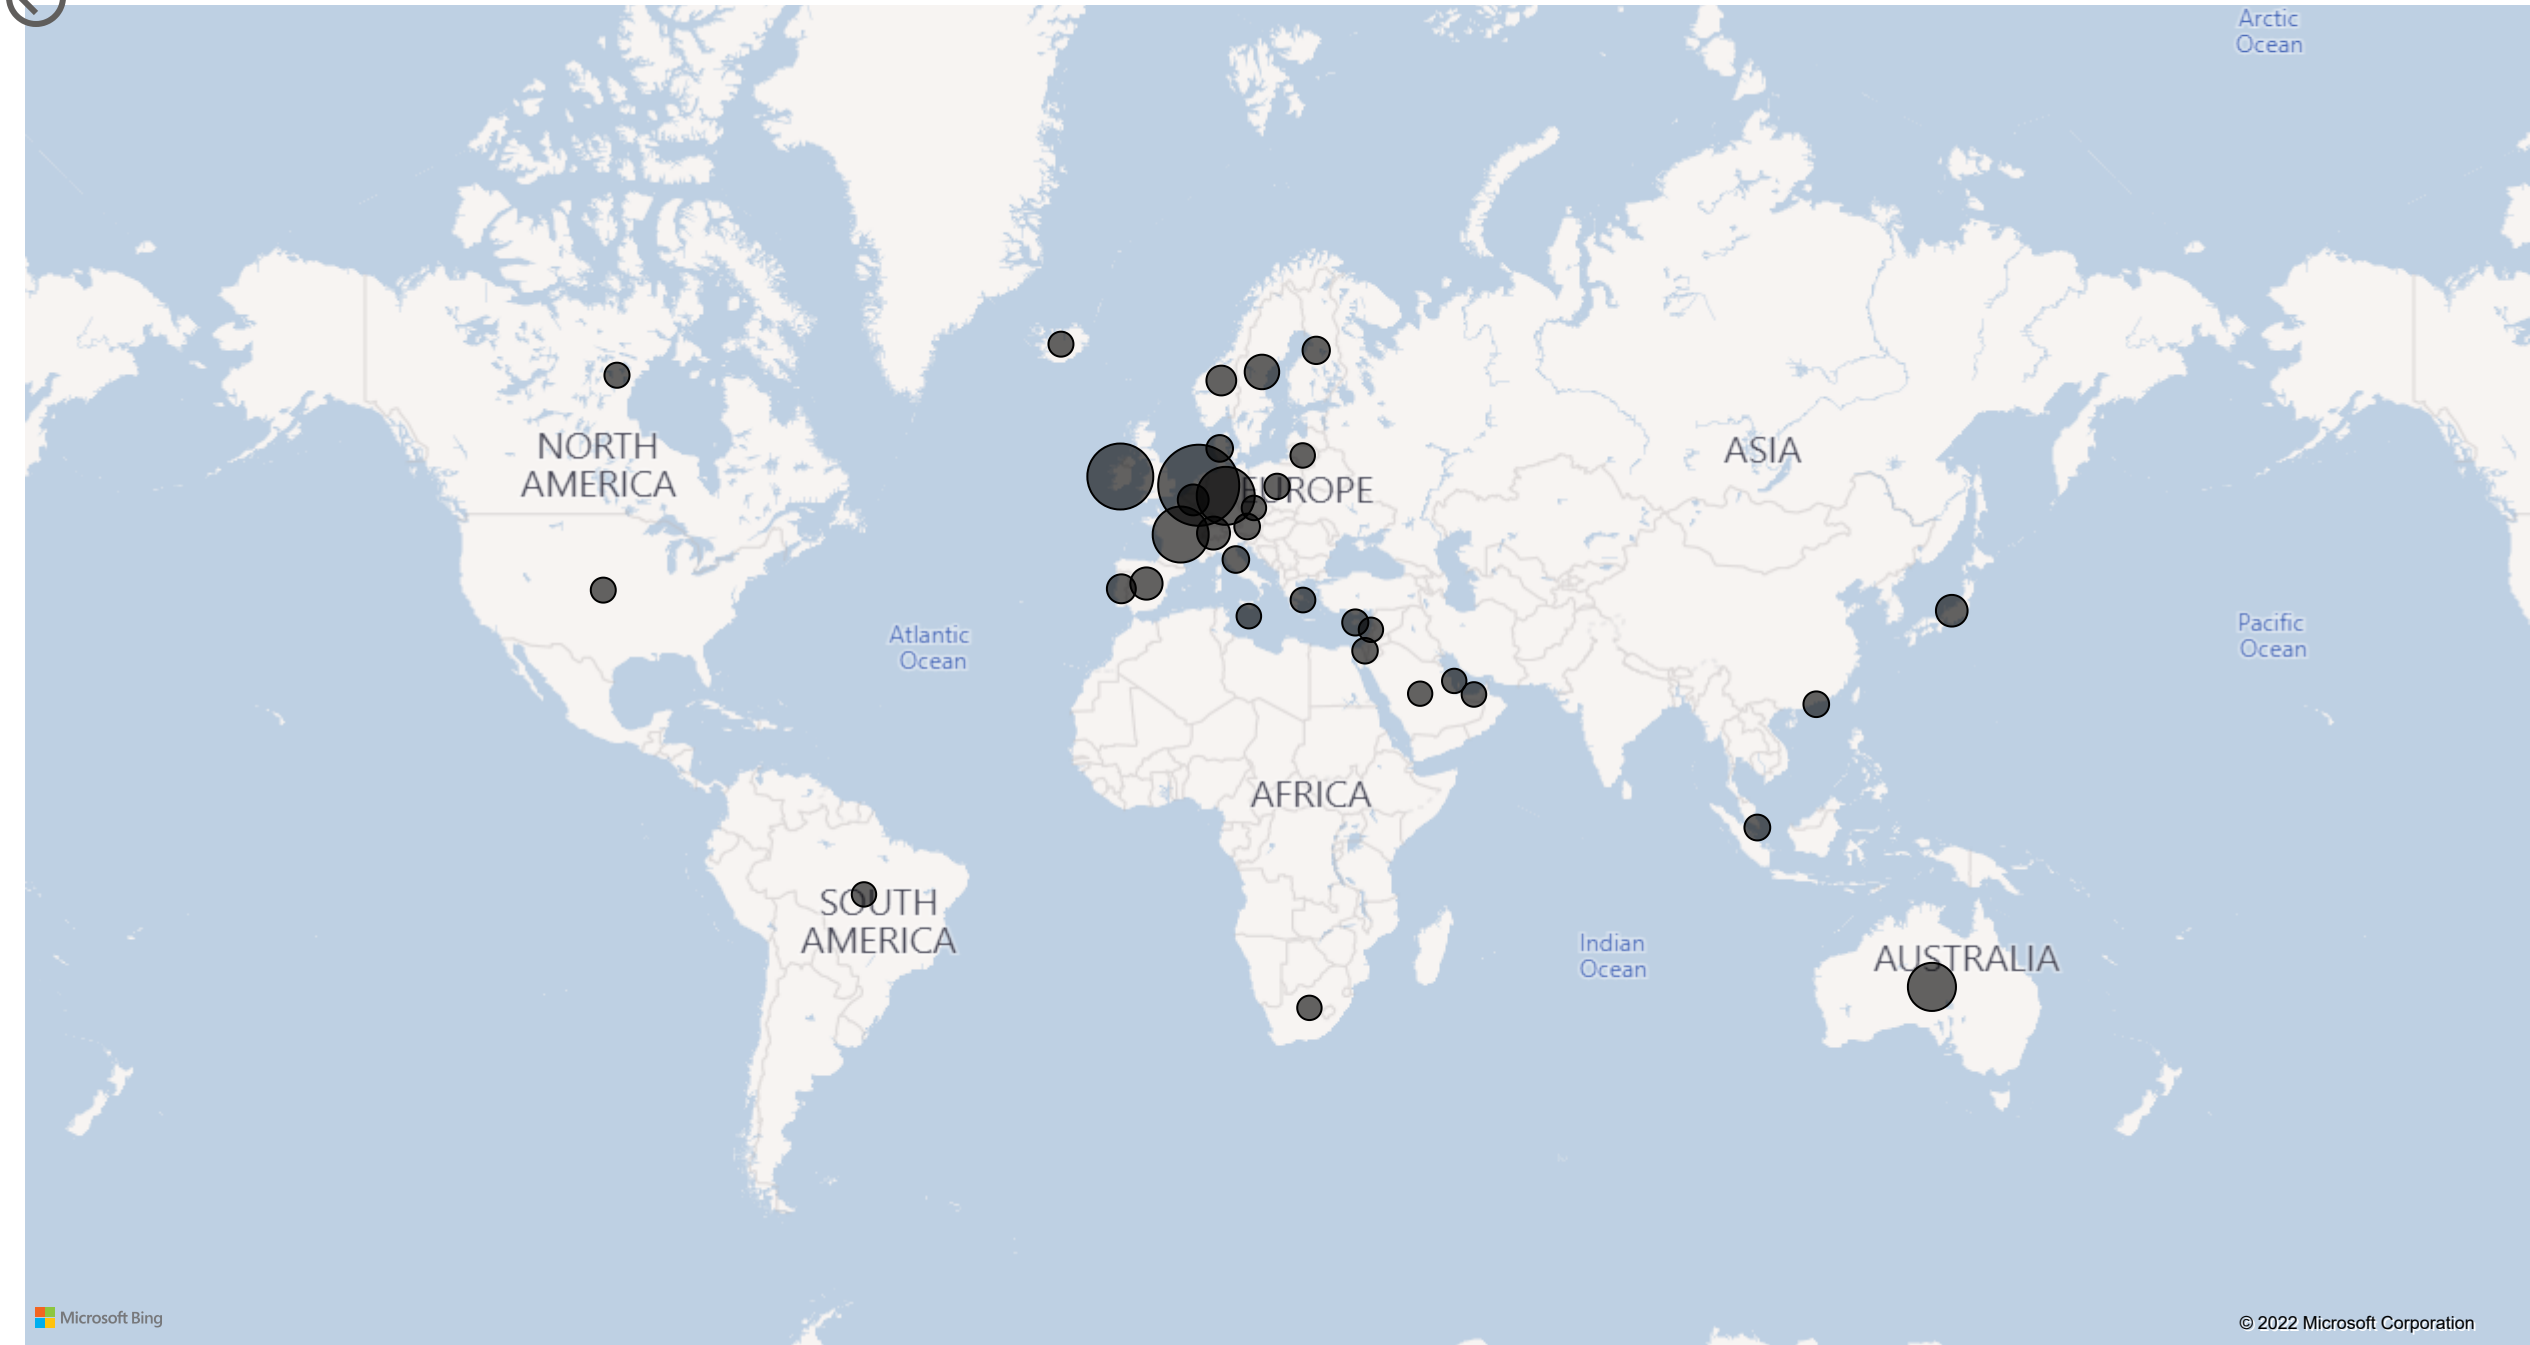 Arctic
Ocean
NORTH
AMERICA
EUROPE
ASIA
Atlantic
Ocean
Pacific
Ocean
AFRICA
SOUTH
AMERICA
Indian
Ocean
AUSTRALIA
Microsoft Bing
© 2022 Microsoft Corporation